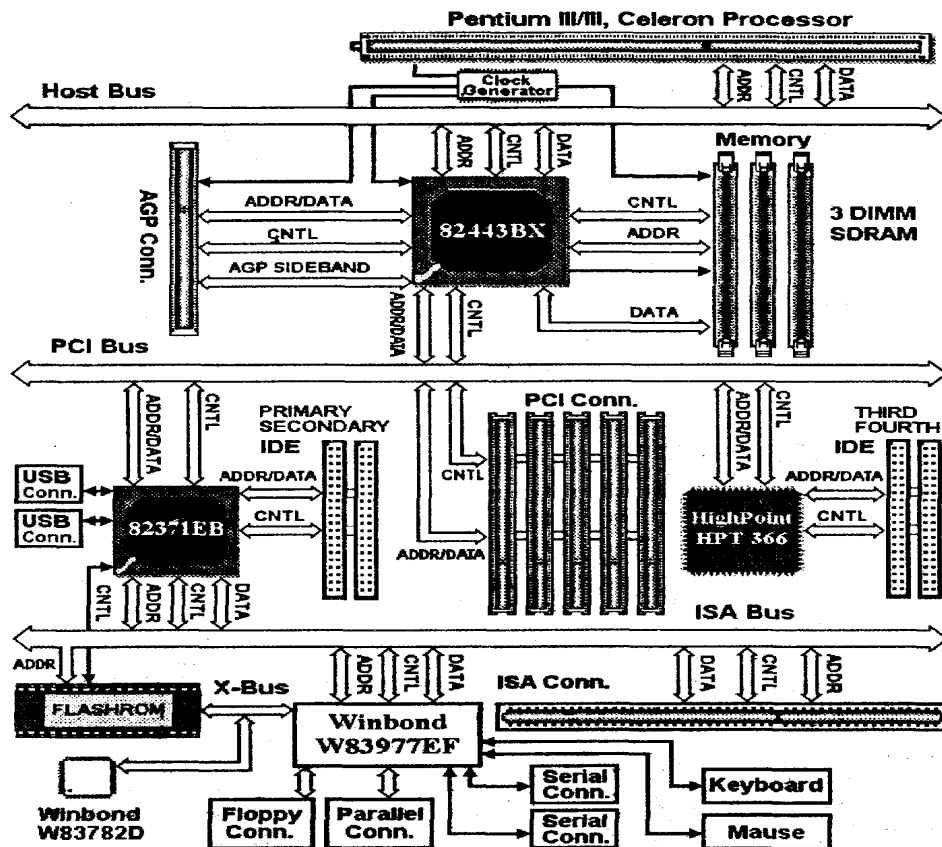 Pentium II/III, Celeron Processor
Clock
Generator
ADDR
CNTL
DATA
Host Bus
ADDR
CNTL
DATA
Memory
AGP Conn.
ADDR/DATA
CNTL
AGP SIDEBAND
82443BX
CNTL
ADDR
DATA
3 DIMM
SDRAM
ADDR/DATA
CNTL
PCI Bus
ADDR/DATA
CNTL
PRIMARY
SECONDARY
IDE
PCI Conn.
CNTL
ADDR/DATA
ADDR/DATA
CNTL
THIRD
FOURTH
IDE
USB
Conn.
USB
Conn.
82371EB
ADDR/DATA
CNTL
HighPoint
HPT 366
ADDR/DATA
CNTL
CNTL
ADDR
CNTL
DATA
ISA Bus
ADDR
FLASHROM
X-Bus
ADDR
CNTL
DATA
Winbond
W83977EF
ISA Conn.
DATA
CNTL
ADDR
Winbond
W83782D
Floppy
Conn.
Parallel
Conn.
Serial
Conn.
Serial
Conn.
Keyboard
Mause